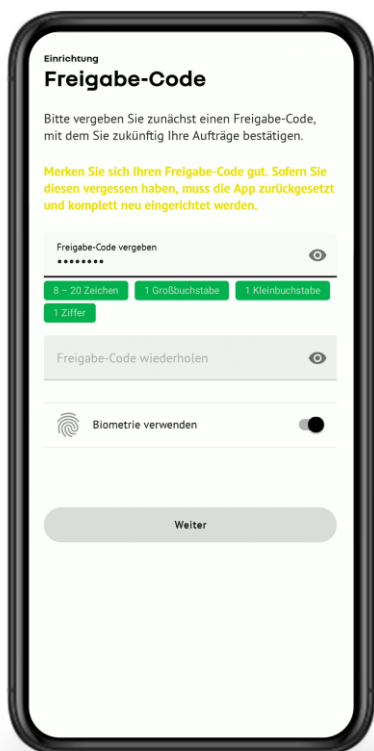 Einrichtung
Freigabe-Code
Bitte vergeben Sie zunächst einen Freigabe-Code,
mit dem Sie zukünftig Ihre Aufträge bestätigen.
Merken Sie sich Ihren Freigabe-Code gut. Sofern Sie
diesen vergessen haben, muss die App zurückgesetzt
und komplett neu eingerichtet werden.
Freigabe-Code vergeben
••••••••
8 – 20 Zeichen 1 Großbuchstabe 1 Kleinbuchstabe
1 Ziffer
Freigabe-Code wiederholen
Biometrie verwenden
Weiter